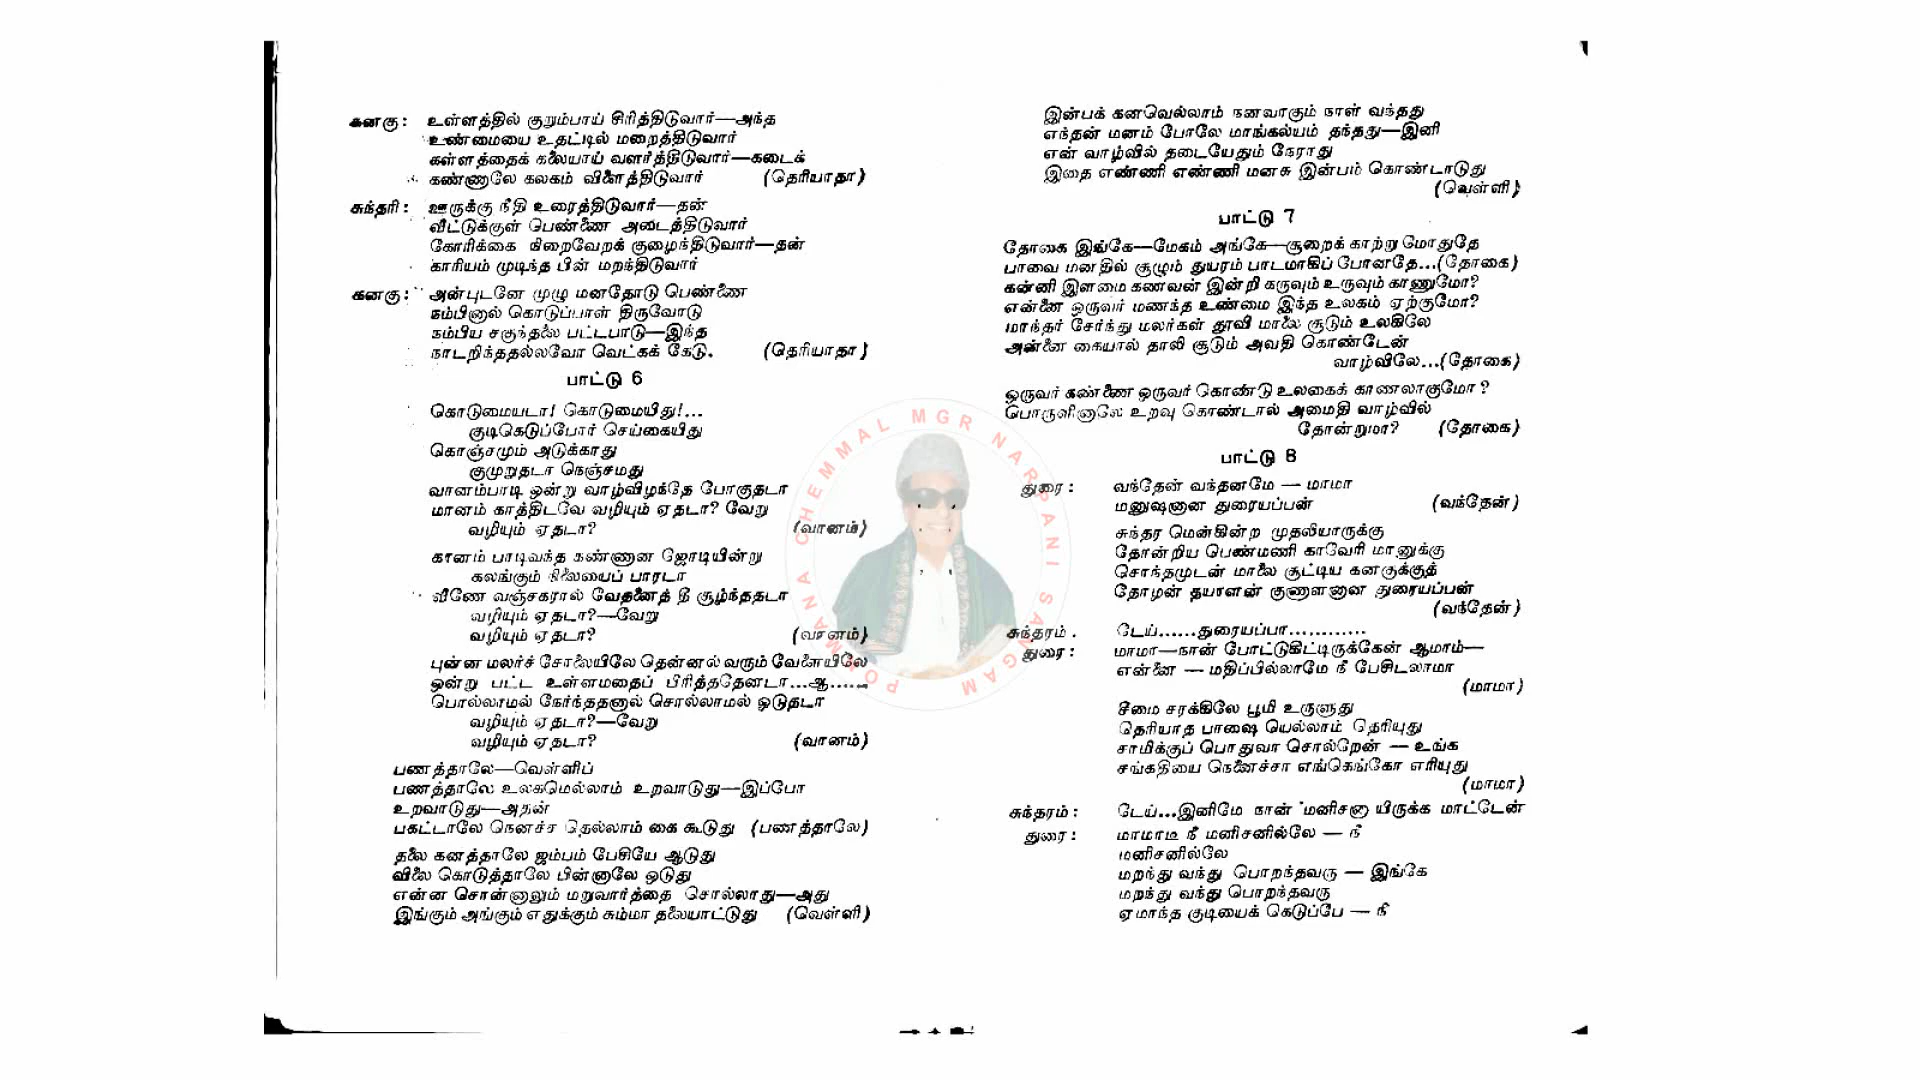 கனகு : உள்ளத்தில் குறும்பாய் சிரித்திடுவார்—அந்த
உண்மையை உதட்டில் மறைத்திடுவார்
கள்ளத்தைக் கலையாய் வளர்த்திடுவார்—கடைக்
கண்ணாலே கலகம் விளைத்திடுவார் (தெரியாதா)
சுந்தரி : ஊருக்கு நீதி உரைத்திடுவார்—தன்
வீட்டுக்குள் பெண்ணை அடைத்திடுவார்
கோரிக்கை நிறைவேறக் குழைந்திடுவார்—தன்
காரியம் முடிந்த பின் மறந்திடுவார்
கனகு : அன்புடனே முழு மனதோடு பெண்ணை
நம்பினால் கொடுப்பாள் திருவோடு
நம்பிய சகுந்தலை பட்டபாடு—இந்த
நாடறிந்ததல்லவோ வெட்கக் கேடு. (தெரியாதா)
பாட்டு 6
கொடுமையடா! கொடுமையிது!...
குடிகெடுப்போர் செய்கையிது
கொஞ்சமும் அடுக்காது
குமுறுதடா நெஞ்சமது
வானம்பாடி ஒன்று வாழ்விழந்தே போகுதடா
மானம் காத்திடவே வழியும் ஏதடா? வேறு
வழியும் ஏதடா? (வானம்)
கானம் பாடிவந்த கண்ணான ஜோடியின்று
கலங்கும் நிலையைப் பாரடா
வீணே வஞ்சகரால் வேதனைத் தீ சூழ்ந்ததடா
வழியும் ஏதடா?—வேறு
வழியும் ஏதடா? (வானம்)
புன்னை மலர்ச் சோலையிலே தென்னல் வரும் வேளையிலே
ஒன்று பட்ட உள்ளமதைப் பிரித்ததேனடா...ஆ......
பொல்லாமல் நேர்ந்ததனால் சொல்லாமல் ஓடுதடா
வழியும் ஏதடா?—வேறு
வழியும் ஏதடா? (வானம்)
பணத்தாலே—வெள்ளிப்
பணத்தாலே உலகமெல்லாம் உறவாடுது—இப்போ
உறவாடுது—அதன்
பகட்டாலே நெனச்ச தெல்லாம் கை கூடுது (பணத்தாலே)
தலை கனத்தாலே ஜம்பம் பேசியே ஆடுது
விலை கொடுத்தாலே பின்னாலே ஓடுது
என்ன சொன்னாலும் மறுவார்த்தை சொல்லாது—அது
இங்கும் அங்கும் எதுக்கும் சும்மா தலையாட்டுது (வெள்ளி)
இன்பக் கனவெல்லாம் நனவாகும் நாள் வந்தது
எந்தன் மனம் போலே மாங்கல்யம் தந்தது—இனி
என் வாழ்வில் தடையேதும் நேராது
இதை எண்ணி எண்ணி மனசு இன்பம் கொண்டாடுது
(வெள்ளி)
பாட்டு 7
தோகை இங்கே—மேகம் அங்கே—சூறைக் காற்று மோதுதே
பாவை மனதில் சூழும் துயரம் பாடமாகிப் போனதே...(தோகை)
கன்னி இளமை கணவன் இன்றி கருவும் உருவும் காணுமோ?
என்னை ஒருவர் மணந்த உண்மை இந்த உலகம் ஏற்குமோ?
மாந்தர் சேர்ந்து மலர்கள் தூவி மாலை சூடும் உலகிலே
அன்னை கையால் தாலி சூடும் அவதி கொண்டேன்
வாழ்விலே...(தோகை)
ஒருவர் கண்ணை ஒருவர் கொண்டு உலகைக் காணலாகுமோ ?
பொருளினாலே உறவு கொண்டால் அமைதி வாழ்வில்
தோன்றுமா? (தோகை)
பாட்டு 8
துரை : வந்தேன் வந்தனமே — மாமா
மனுஷனான துரையப்பன் (வந்தேன்)
சுந்தர மென்கின்ற முதலியாருக்கு
தோன்றிய பெண்மணி காவேரி மானுக்கு
சொந்தமுடன் மாலை சூட்டிய கனகுக்குத்
தோழன் தயாளன் குணாளனான துரையப்பன்
(வந்தேன்)
சுந்தரம் . டேய்......துரையப்பா............
துரை : மாமா—நான் போட்டுகிட்டிருக்கேன் ஆமாம்—
என்னை — மதிப்பில்லாமே நீ பேசிடலாமா
(மாமா)
சீமை சரக்கிலே பூமி உருளுது
தெரியாத பாஷை யெல்லாம் தெரியுது
சாமிக்குப் பொதுவா சொல்றேன் — உங்க
சங்கதியை நெனைச்சா எங்கெங்கோ எரியுது
(மாமா)
சுந்தரம் : டேய்...இனிமே நான் மனிசனா யிருக்க மாட்டேன்
துரை : மாமாடீ நீ மனிசனில்லே — நீ
மனிசனில்லே
மறந்து வந்து பொறந்தவரு — இங்கே
மறந்து வந்து பொறந்தவரு
ஏமாந்த குடியைக் கெடுப்பே — நீ
PONMANA CHEMMAL MGR NARPANI SANGAM